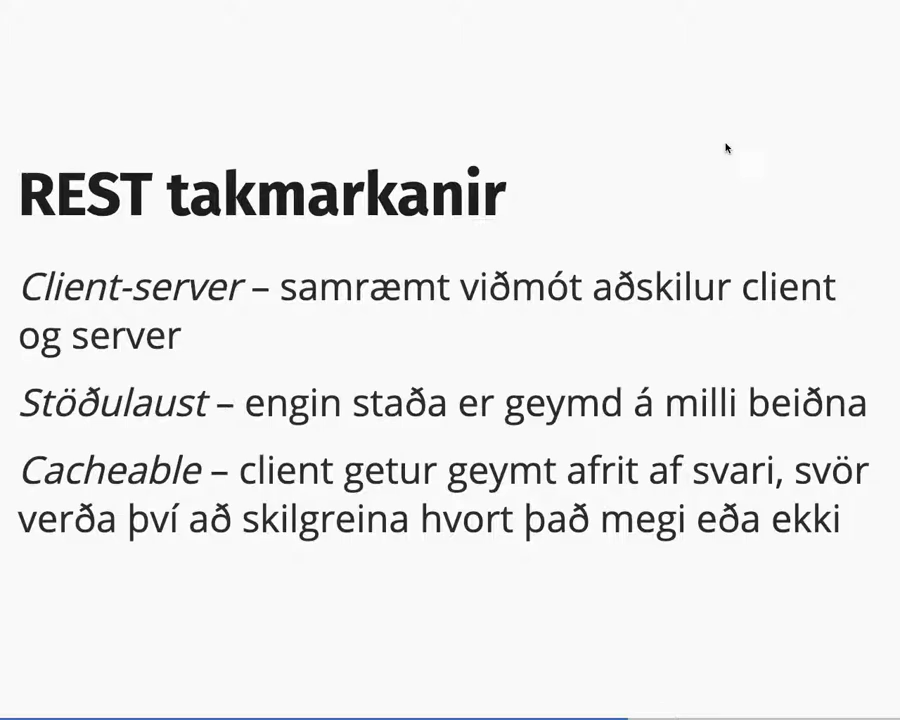 REST takmarkanir
Client-server – samræmt viðmót aðskilur client
og server
Stöðulaust – engin staða er geymd á milli beiðna
Cacheable – client getur geymt afrit af svari, svör
verða því að skilgreina hvort það megi eða ekki